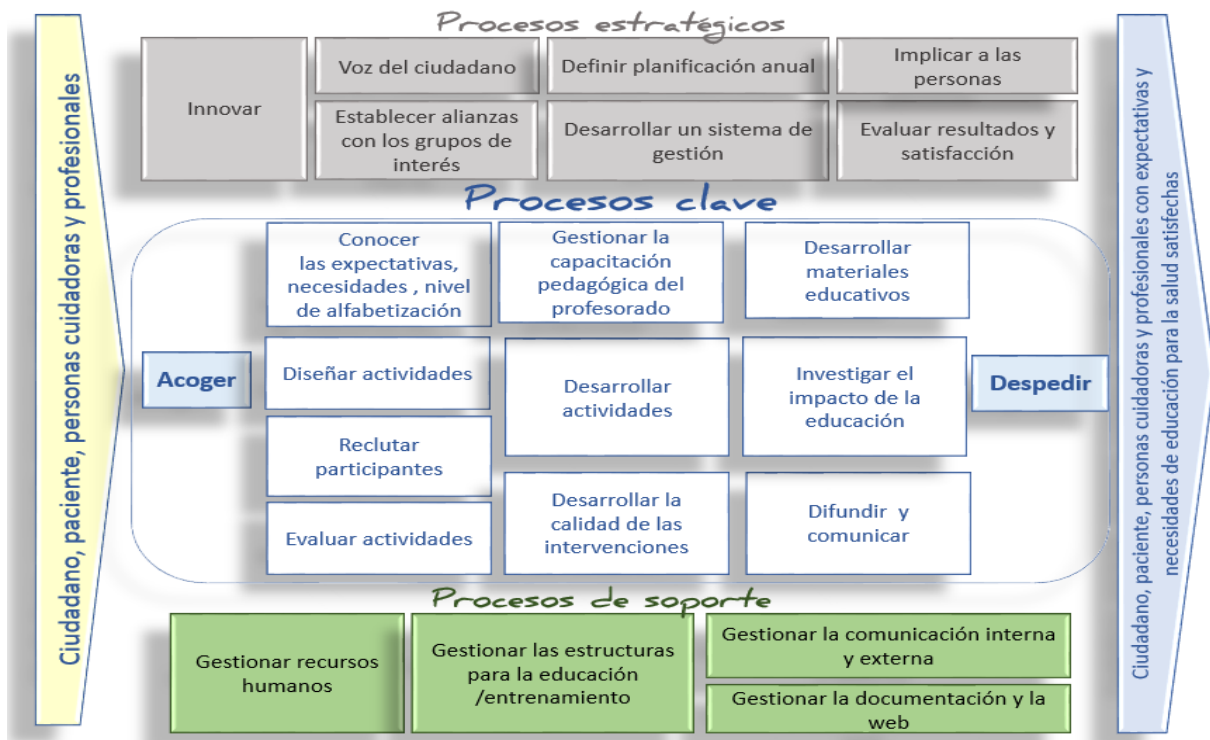 Ciudadano, paciente, personas cuidadoras y profesionales
Procesos estratégicos
Innovar
Voz del ciudadano
Definir planificación anual
Implicar a las
personas
Establecer alianzas
con los grupos de
interés
Desarrollar un sistema de
gestión
Evaluar resultados y
satisfacción
Procesos clave
Acoger
Conocer
las expectativas,
necesidades , nivel
de alfabetización
Gestionar la
capacitación
pedagógica del
profesorado
Desarrollar
materiales
educativos
Diseñar actividades
Desarrollar
actividades
Investigar el
impacto de la
educación
Reclutar
participantes
Evaluar actividades
Desarrollar la
calidad de las
intervenciones
Difundir y
comunicar
Despedir
Procesos de soporte
Gestionar recursos
humanos
Gestionar las estructuras
para la educación
/entrenamiento
Gestionar la comunicación interna
y externa
Gestionar la documentación y la
web
Ciudadano, paciente, personas cuidadoras y profesionales con expectativas y
necesidades de educación para la salud satisfechas